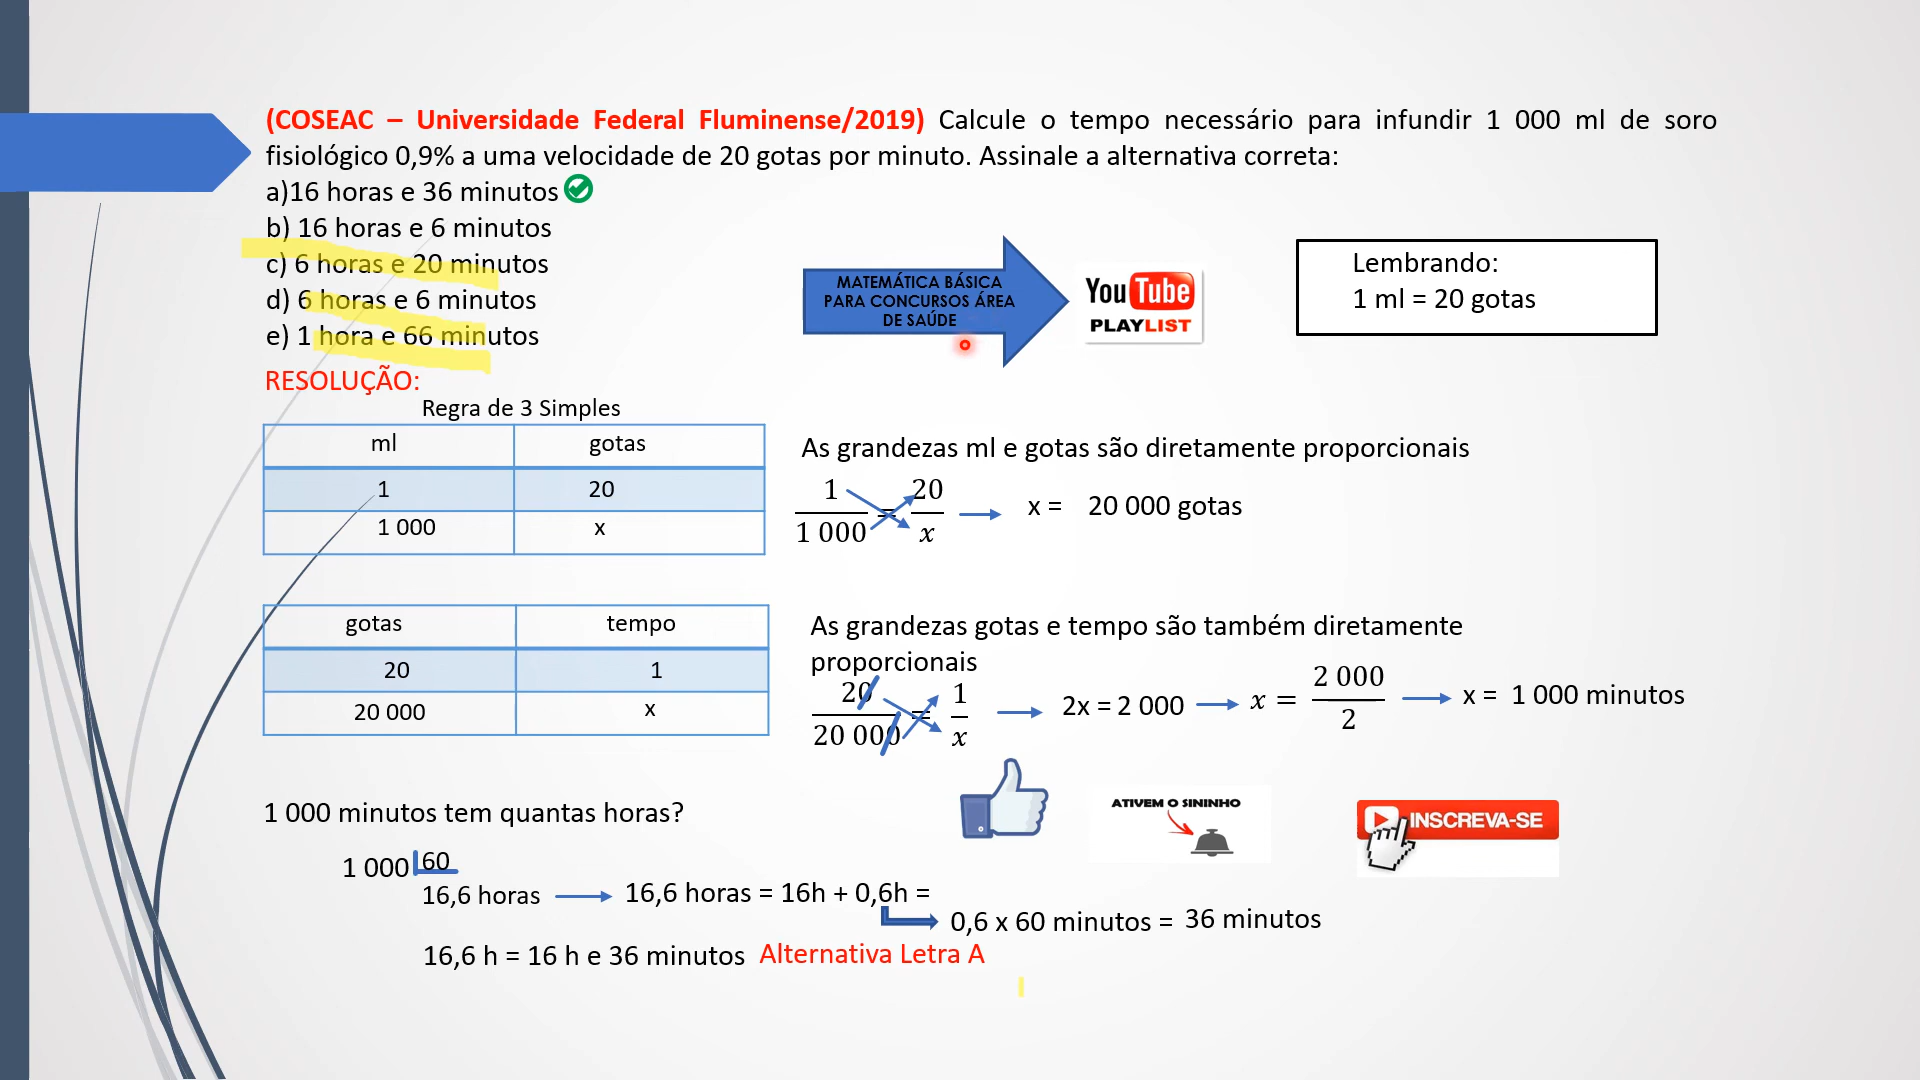 (COSEAC – Universidade Federal Fluminense/2019) Calcule o tempo necessário para infundir 1 000 ml de soro
fisiológico 0,9% a uma velocidade de 20 gotas por minuto. Assinale a alternativa correta:
a)16 horas e 36 minutos
b) 16 horas e 6 minutos
c) 6 horas e 20 minutos
d) 6 horas e 6 minutos
e) 1 hora e 66 minutos
MATEMÁTICA BÁSICA
PARA CONCURSOS ÁREA
DE SAÚDE
YouTube
PLAYLIST
Lembrando:
1 ml = 20 gotas
RESOLUÇÃO:
Regra de 3 Simples
ml gotas
1 20
1 000 x
As grandezas ml e gotas são diretamente proporcionais
1 20
= x = 20 000 gotas
1 000 x
gotas tempo
20 1
20 000 x
As grandezas gotas e tempo são também diretamente
proporcionais
20 1 2 000
= 2x = 2 000 x = x = 1 000 minutos
20 000 x 2
1 000 minutos tem quantas horas?
ATIVEM O SININHO
INSCREVA-SE
1 000 60
16,6 horas 16,6 horas = 16h + 0,6h =
0,6 x 60 minutos = 36 minutos
16,6 h = 16 h e 36 minutos Alternativa Letra A